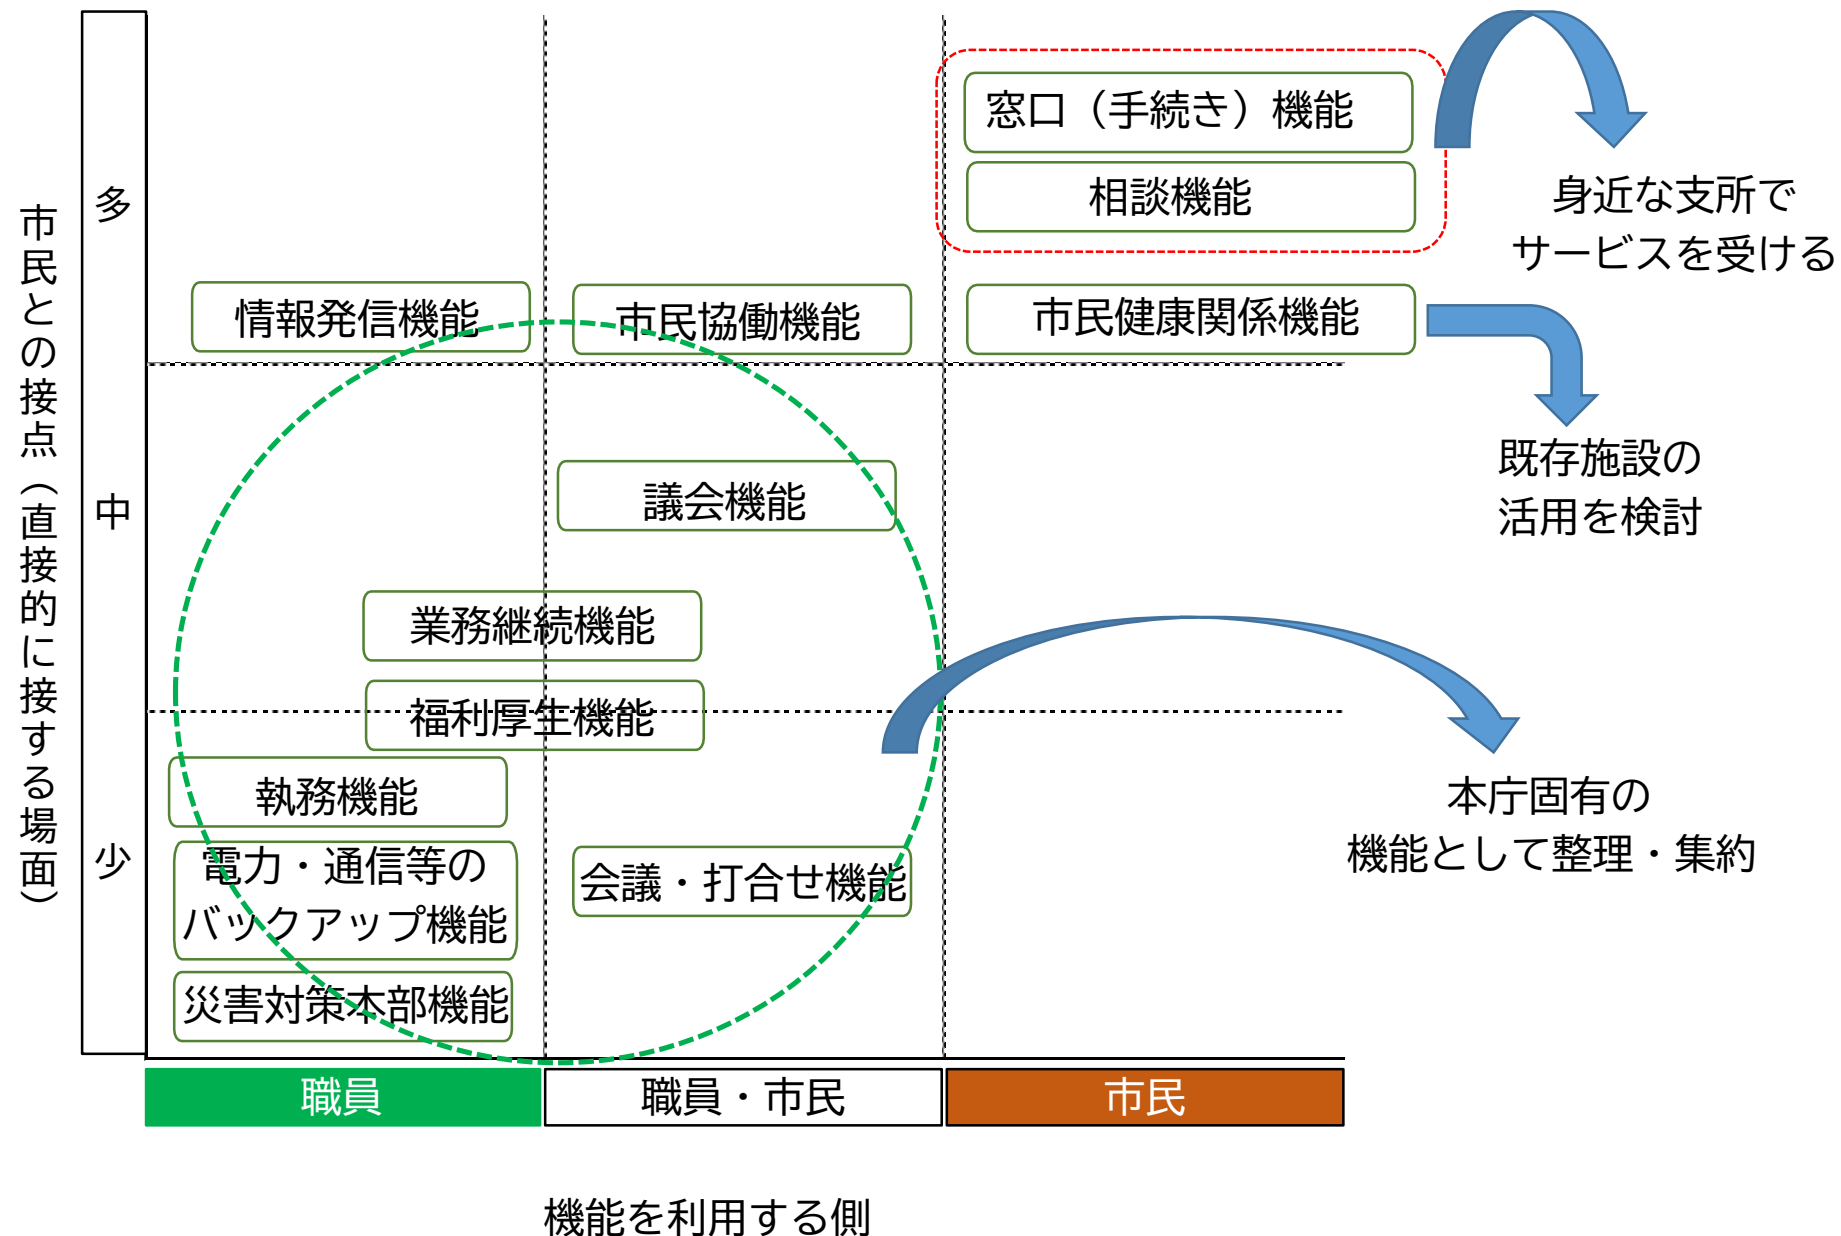 市民との接点（直接的に接する場面）
多
中
少
窓口（手続き）機能
相談機能
情報発信機能
市民協働機能
市民健康関係機能
議会機能
業務継続機能
福利厚生機能
執務機能
電力・通信等の
バックアップ機能
会議・打合せ機能
災害対策本部機能
身近な支所で
サービスを受ける
既存施設の
活用を検討
本庁固有の
機能として整理・集約
職員
職員・市民
市民
機能を利用する側